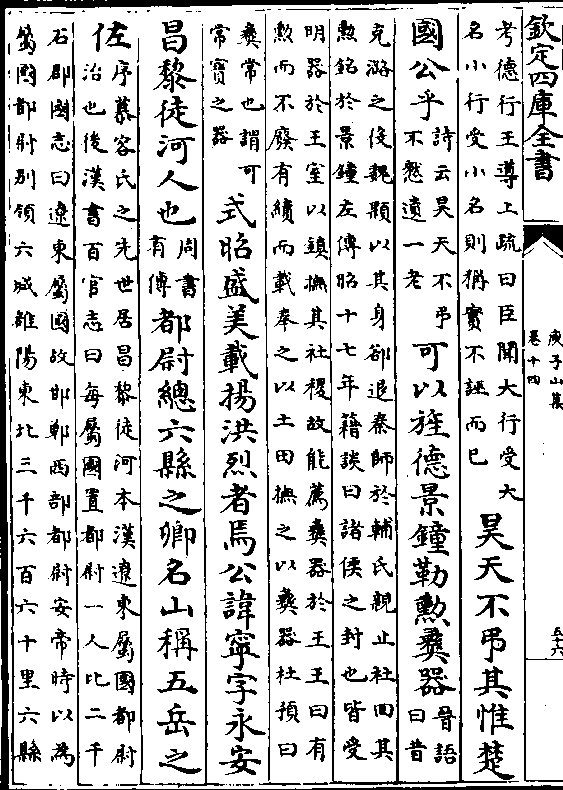 欽定四庫全書
庚子山集
卷十四
五六
考德行王導上疏曰臣聞大行受大
名小行受小名則稱實不誣而已
昊天不弔其惟楚
國公乎
詩云昊天不弔
不憗遺一老
可以旌德景鐘勒勲彞器
晉語
曰昔
克潞之役魏顆以其身郤退秦師於輔氏親止杜回其
勲銘於景鐘左傳昭十七年籍談曰諸侯之封也皆受
明器於王室以鎮撫其社稷故能薦彞器於王王曰有
勲而不廢有績而載奉之以土田撫之以彞器杜預曰
彞常也謂可
常寶之器
式昭盛美載揚洪烈者焉公諱寧字永安
昌黎徒河人也
周書
有傳
都尉總六縣之卿名山稱五岳之
佐
序慕容氏之先世居昌黎徒河本漢遼東屬國都尉
治也後漢書百官志曰每屬國置都尉一人比二千
石郡國志曰遼東屬國故邯鄲西部都尉安帝時以為
屬國都尉别領六城雒陽東北三千六百六十里六縣